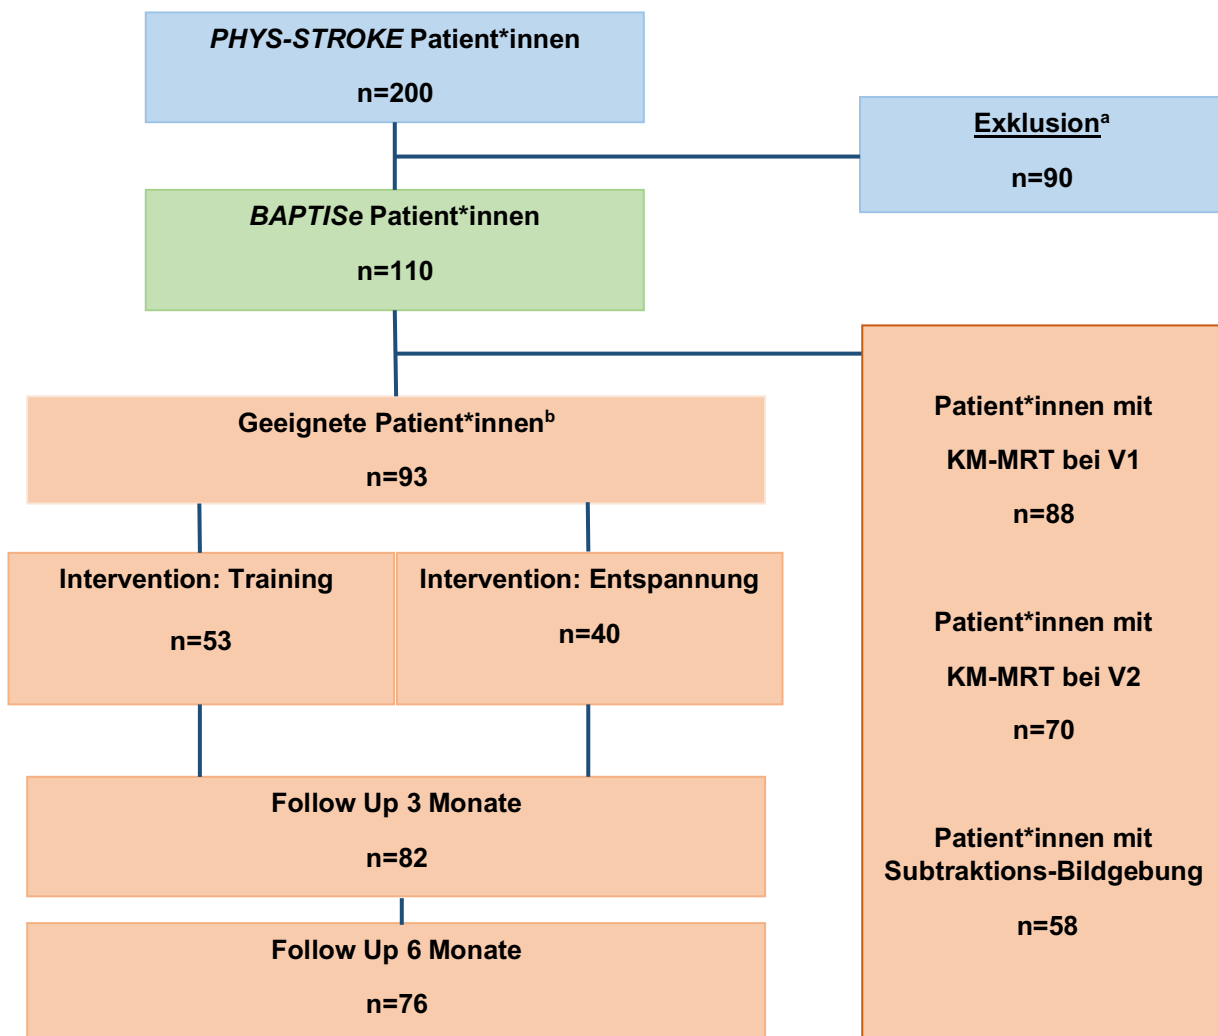 PHYS-STROKE Patient*innen
n=200
Exklusionᵃ
n=90
BAPTISe Patient*innen
n=110
Geeignete Patient*innenᵇ
n=93
Intervention: Training
n=53
Intervention: Entspannung
n=40
Follow Up 3 Monate
n=82
Follow Up 6 Monate
n=76
Patient*innen mit
KM-MRT bei V1
n=88
Patient*innen mit
KM-MRT bei V2
n=70
Patient*innen mit
Subtraktions-Bildgebung
n=58